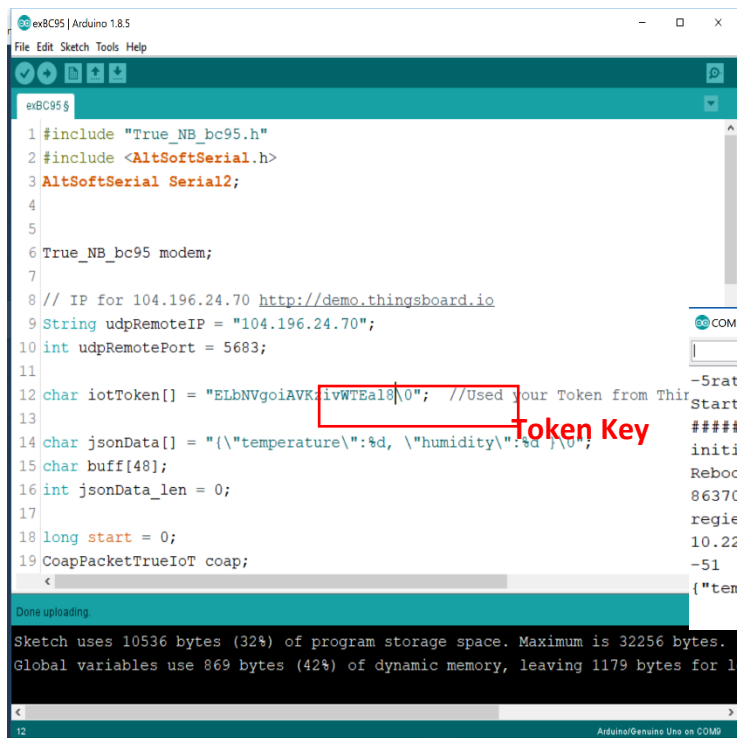 exBC95 | Arduino 1.8.5
File Edit Sketch Tools Help
exBC95 §
1 #include "True_NB_bc95.h"
2 #include <AltSoftSerial.h>
3 AltSoftSerial Serial2;
4
5
6 True_NB_bc95 modem;
7
8 // IP for 104.196.24.70 http://demo.thingsboard.io
9 String udpRemoteIP = "104.196.24.70";
10 int udpRemotePort = 5683;
11
12 char iotToken[] = "ELbNVgoiAVKzivWTEal8\0"; //Used your Token from Thir
13
Token Key
14 char jsonData[] = "{\"temperature\":%d, \"humidity\":%d }\0";
15 char buff[48];
16 int jsonData_len = 0;
17
18 long start = 0;
19 CoapPacketTrueIoT coap;
COM
-5rat
Start
#####
initi
Reboo
86370
regie
10.22
-51
{"tem
Done uploading.
Sketch uses 10536 bytes (32%) of program storage space. Maximum is 32256 bytes.
Global variables use 869 bytes (42%) of dynamic memory, leaving 1179 bytes for l
12
Arduino/Genuino Uno on COM9